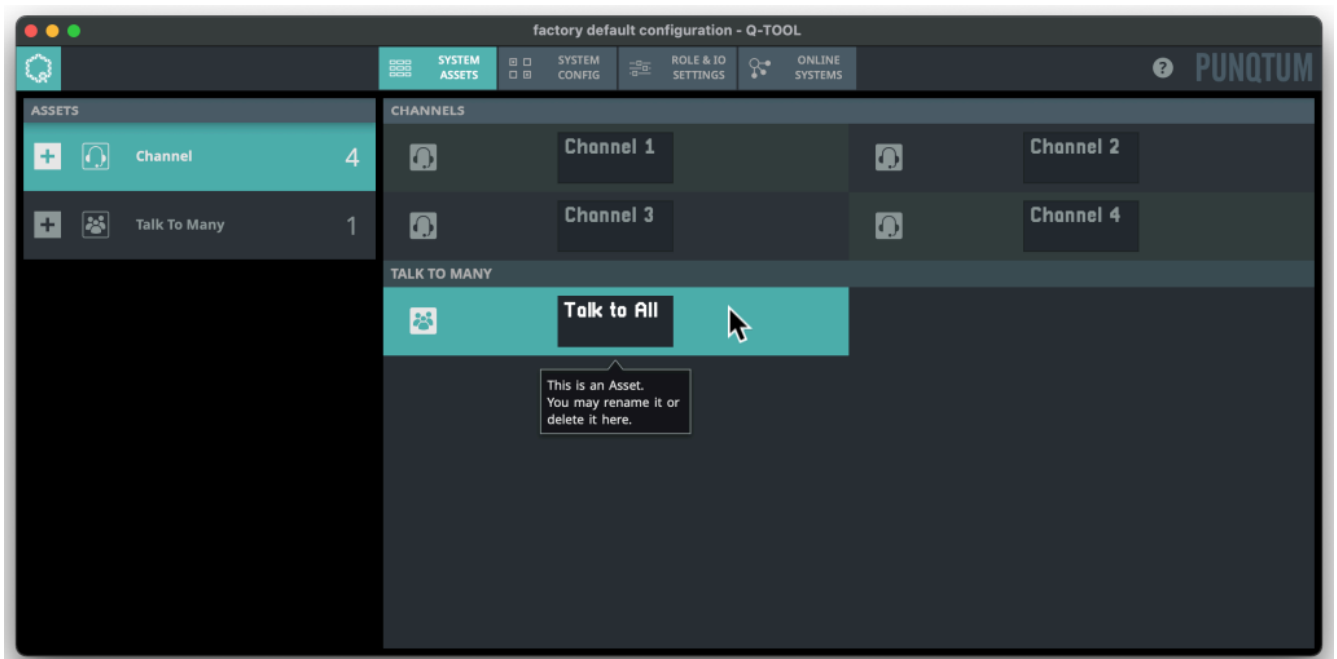 factory default configuration - Q-TOOL
SYSTEM
ASSETS
SYSTEM
CONFIG
ROLE & IO
SETTINGS
ONLINE
SYSTEMS
?
PUNQTUM
ASSETS
CHANNELS
+ Channel 4
Channel 1
Channel 2
+ Talk To Many 1
Channel 3
Channel 4
TALK TO MANY
Talk to All
This is an Asset.
You may rename it or
delete it here.